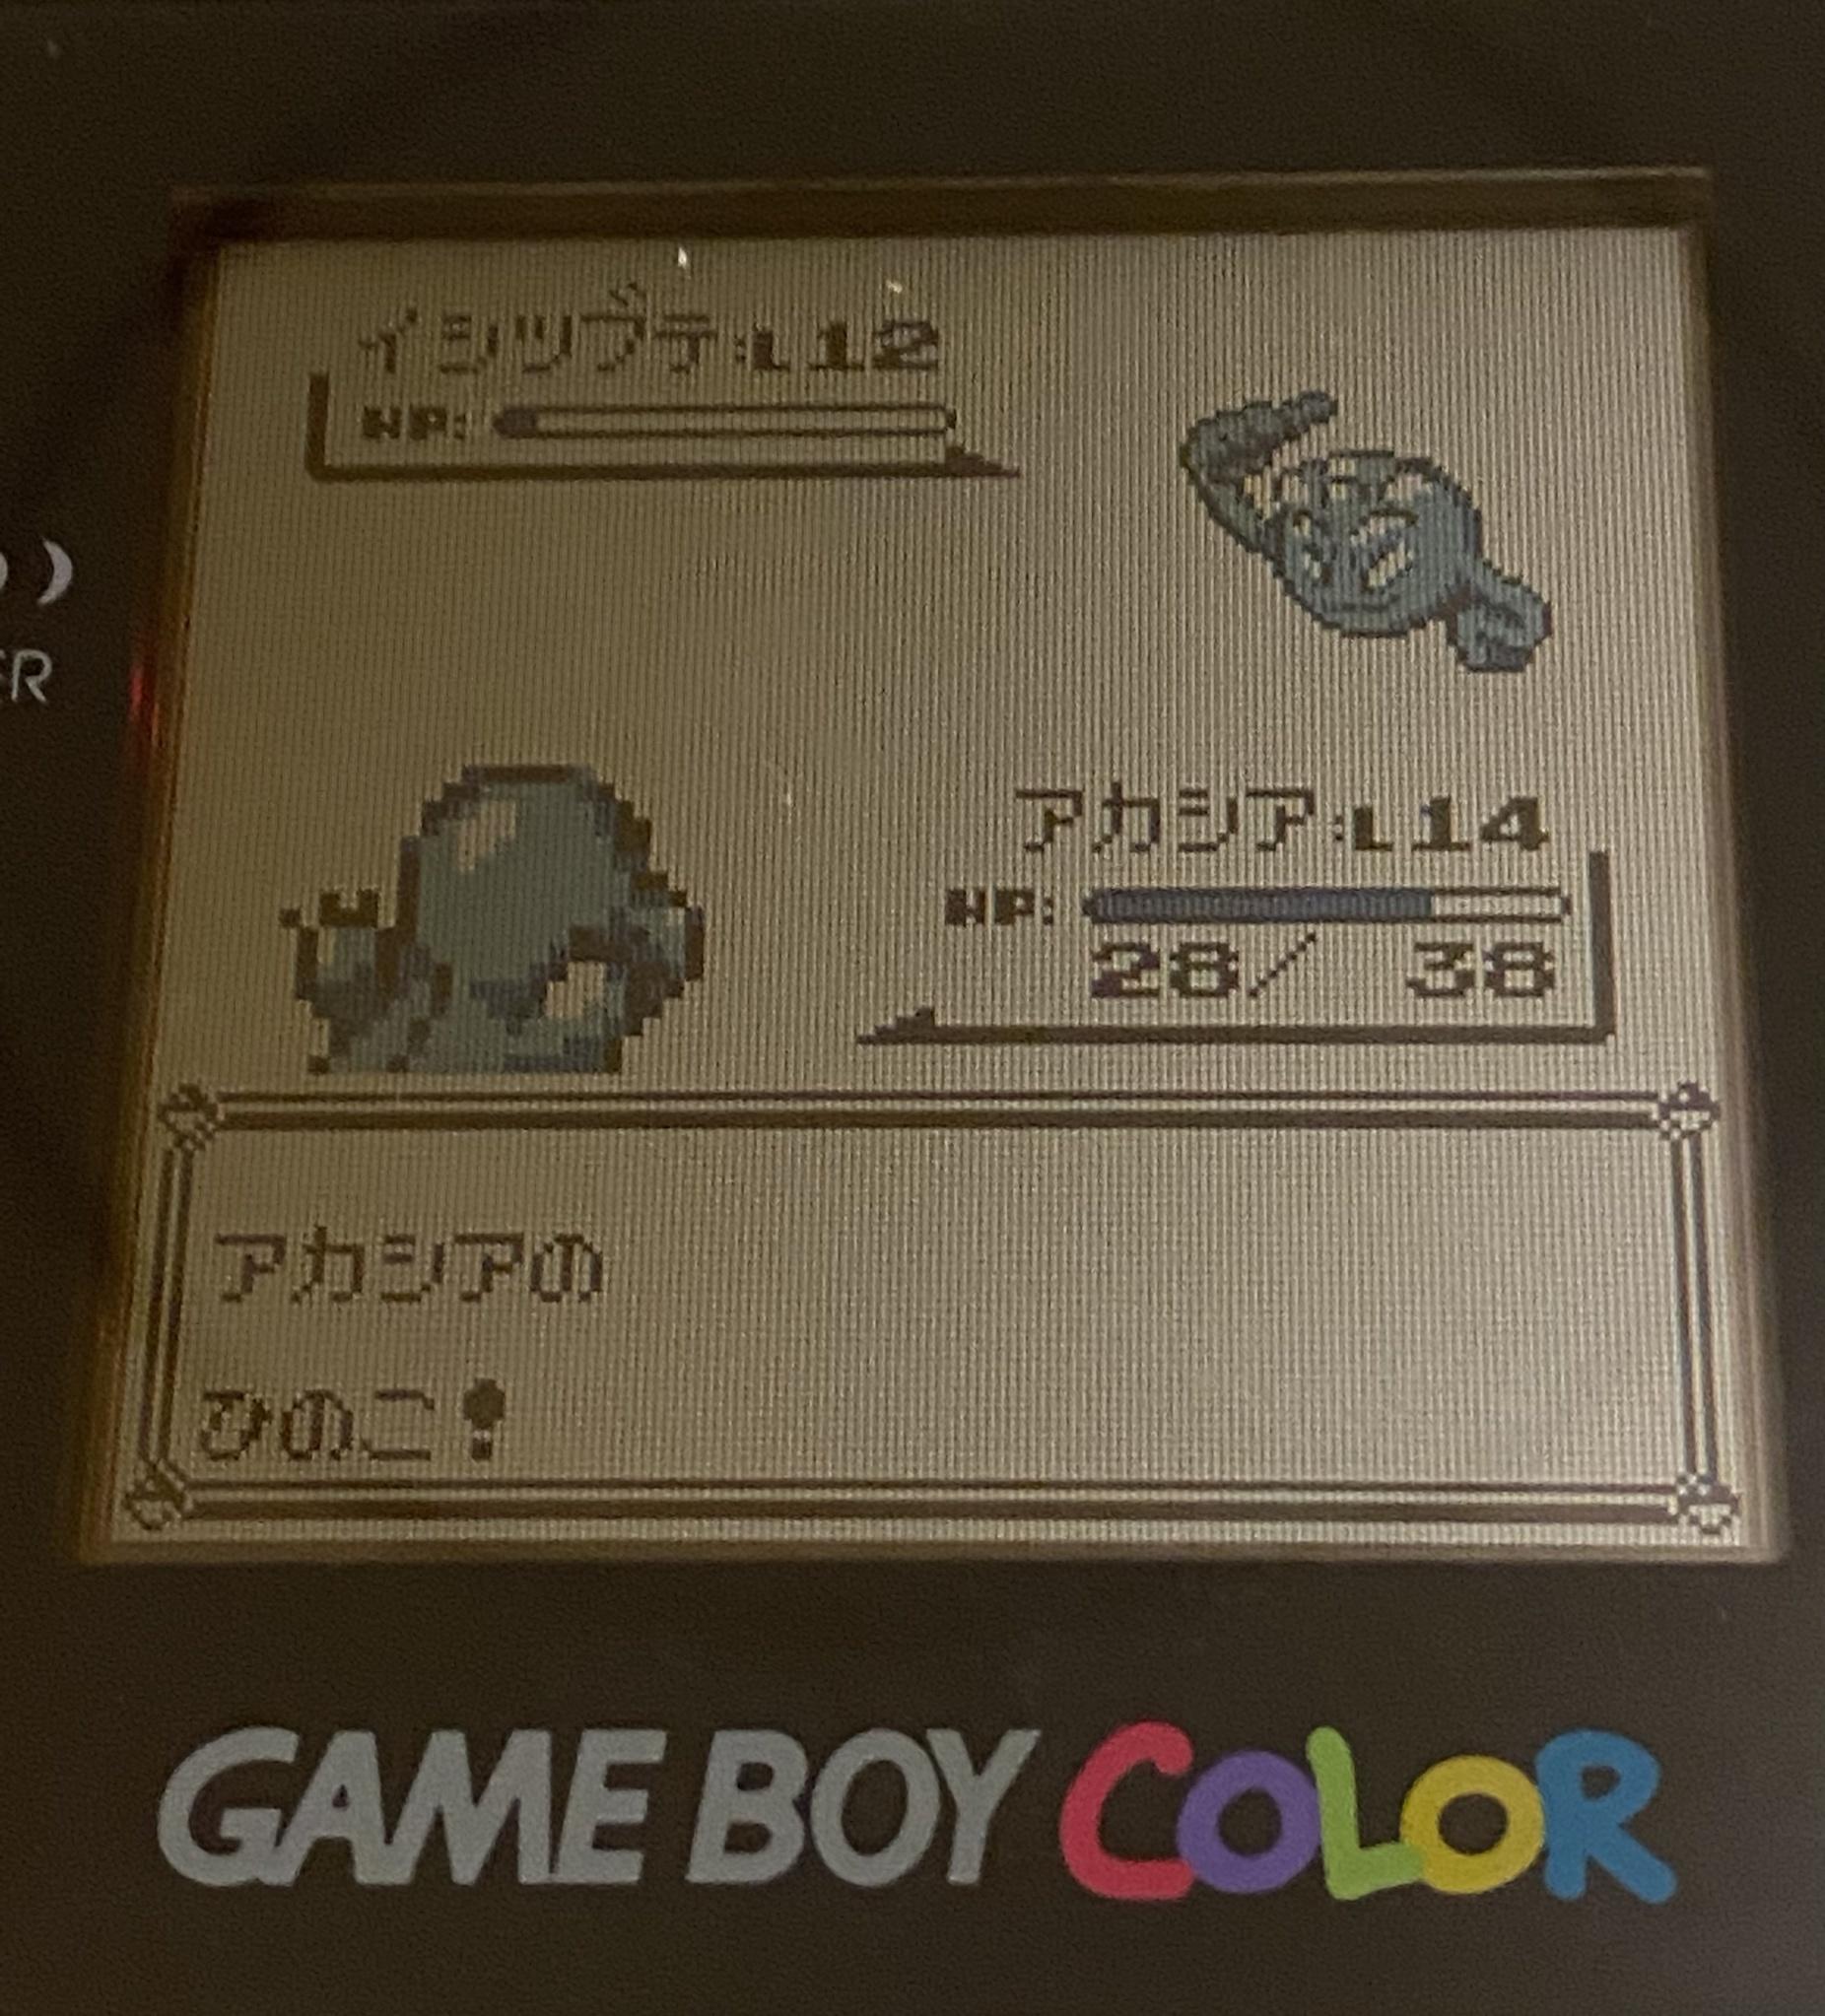 イシツブテ:L12
HP:
アカシア:L14
HP:
28/ 38
アカシアの
ひのこ!
GAME BOY COLOR